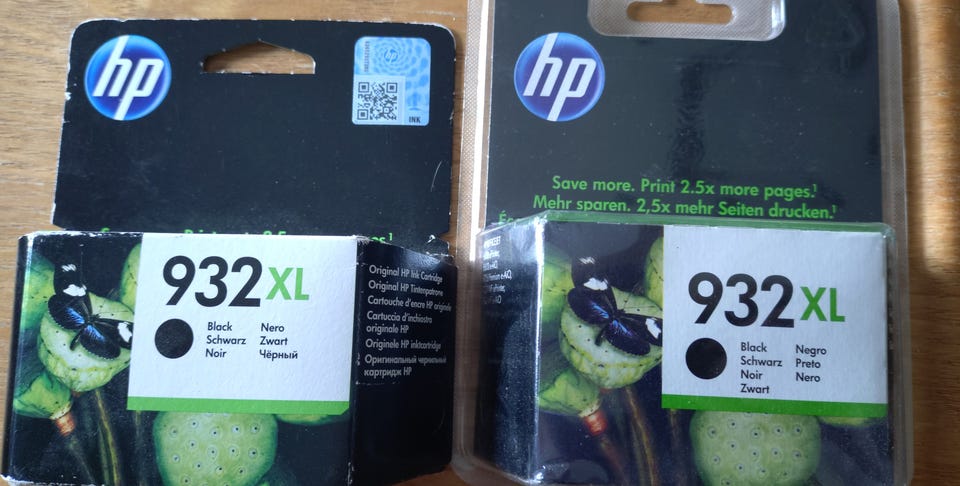 hp
INK
932XL
Black Nero
Schwarz Zwart
Noir Чёрный
Original HP Ink Cartridge
Original HP Tintenpatrone
Cartouche d'encre HP originale
Cartuccia d'inchiostro
originale HP
Originele HP inktcartridge
Оригинальный чернильный
картридж HP
hp
Save more. Print 2.5x more pages.¹
Mehr sparen. 2,5x mehr Seiten drucken.¹
932XL
Black Negro
Schwarz Preto
Noir Nero
Zwart